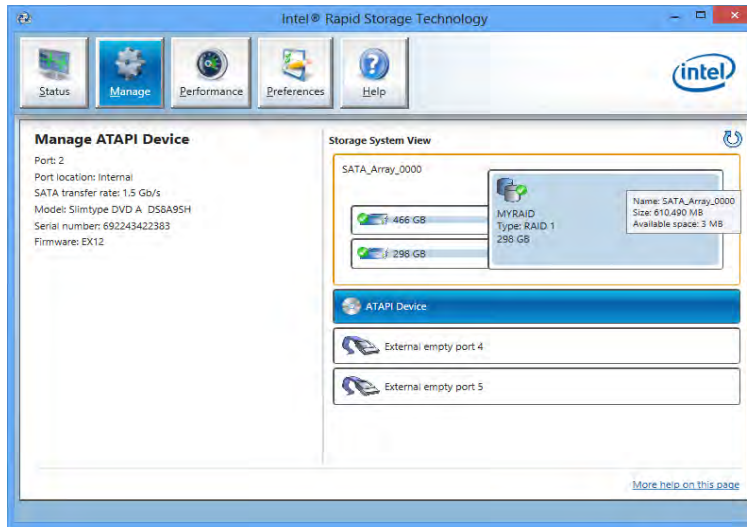 Intel® Rapid Storage Technology
Status
Manage
Performance
Preferences
Help
intel
Manage ATAPI Device
Port: 2
Port location: Internal
SATA transfer rate: 1.5 Gb/s
Model: Slimtype DVD A DS8A9SH
Serial number: 692243422383
Firmware: EX12
Storage System View
SATA_Array_0000
466 GB
298 GB
MYRAID
Type: RAID 1
298 GB
Name: SATA_Array_0000
Size: 610,490 MB
Available space: 3 MB
ATAPI Device
External empty port 4
External empty port 5
More help on this page